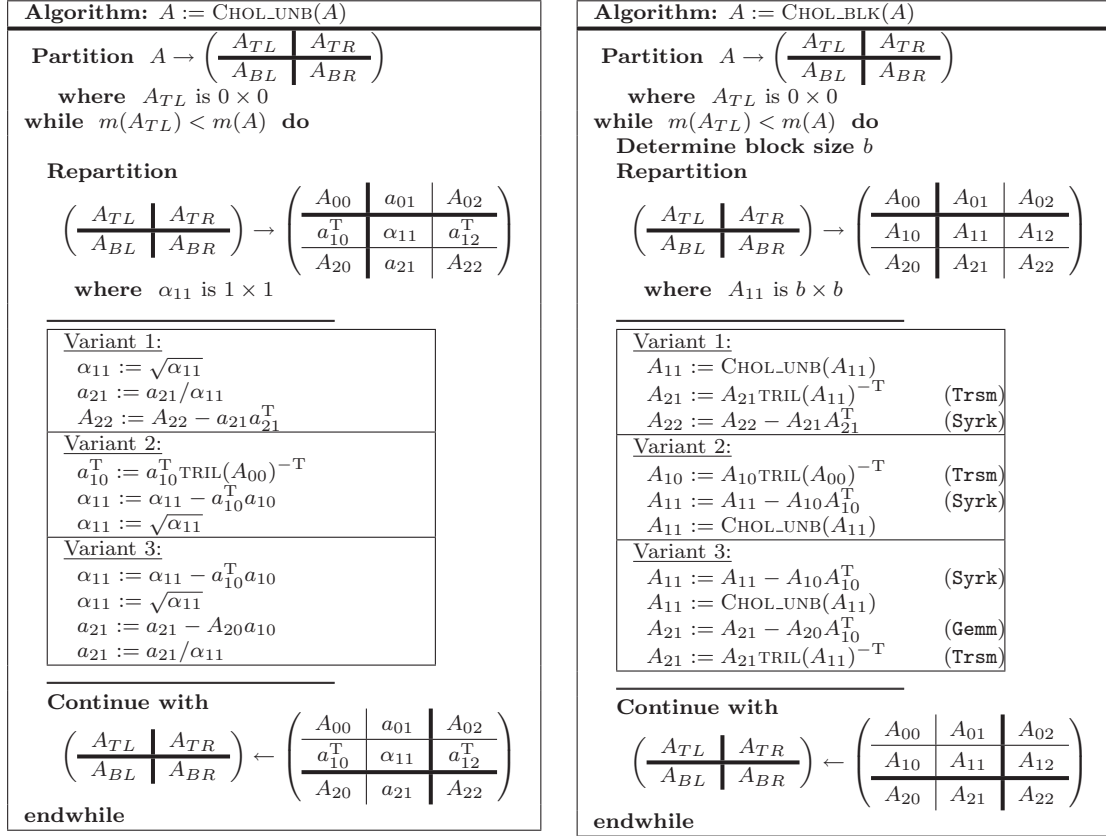 Algorithm: A := CHOL_UNB(A)
Partition A → ( A_TL | A_TR
A_BL | A_BR )
where A_TL is 0 × 0
while m(A_TL) < m(A) do
Repartition
( A_TL | A_TR
A_BL | A_BR ) → ( A_00 | a_01 | A_02
a_10^T | α_11 | a_12^T
A_20 | a_21 | A_22 )
where α_11 is 1 × 1
Variant 1:
α_11 := √α_11
a_21 := a_21/α_11
A_22 := A_22 − a_21 a_21^T
Variant 2:
a_10^T := a_10^T TRIL(A_00)^−T
α_11 := α_11 − a_10^T a_10
α_11 := √α_11
Variant 3:
α_11 := α_11 − a_10^T a_10
α_11 := √α_11
a_21 := a_21 − A_20 a_10
a_21 := a_21/α_11
Continue with
( A_TL | A_TR
A_BL | A_BR ) ← ( A_00 | a_01 | A_02
a_10^T | α_11 | a_12^T
A_20 | a_21 | A_22 )
endwhile
Algorithm: A := CHOL_BLK(A)
Partition A → ( A_TL | A_TR
A_BL | A_BR )
where A_TL is 0 × 0
while m(A_TL) < m(A) do
Determine block size b
Repartition
( A_TL | A_TR
A_BL | A_BR ) → ( A_00 | A_01 | A_02
A_10 | A_11 | A_12
A_20 | A_21 | A_22 )
where A_11 is b × b
Variant 1:
A_11 := CHOL_UNB(A_11)
A_21 := A_21 TRIL(A_11)^−T (Trsm)
A_22 := A_22 − A_21 A_21^T (Syrk)
Variant 2:
A_10 := A_10 TRIL(A_00)^−T (Trsm)
A_11 := A_11 − A_10 A_10^T (Syrk)
A_11 := CHOL_UNB(A_11)
Variant 3:
A_11 := A_11 − A_10 A_10^T (Syrk)
A_11 := CHOL_UNB(A_11)
A_21 := A_21 − A_20 A_10^T (Gemm)
A_21 := A_21 TRIL(A_11)^−T (Trsm)
Continue with
( A_TL | A_TR
A_BL | A_BR ) ← ( A_00 | A_01 | A_02
A_10 | A_11 | A_12
A_20 | A_21 | A_22 )
endwhile